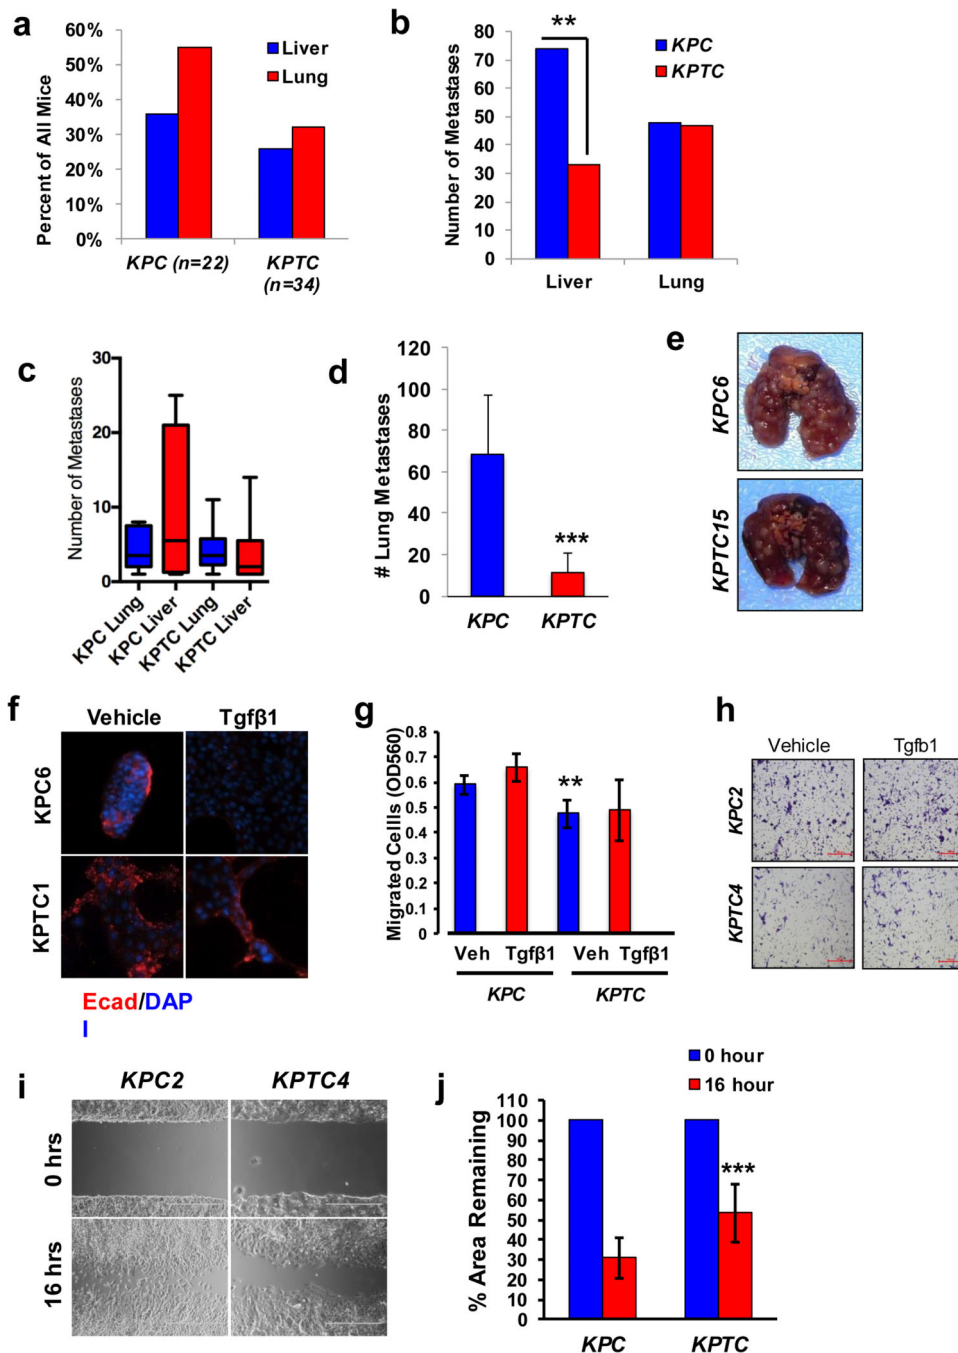 a
Percent of All Mice
60%
50%
40%
30%
20%
10%
0%
Liver
Lung
KPC (n=22)
KPTC
(n=34)
b
Number of Metastases
80
70
60
50
40
30
20
10
0
**
KPC
KPTC
Liver
Lung
c
Number of Metastases
30
20
10
0
KPC Lung
KPC Liver
KPTC Lung
KPTC Liver
d
# Lung Metastases
120
100
80
60
40
20
0
***
KPC
KPTC
e
KPC6
KPTC15
f
Vehicle
Tgfβ1
KPC6
KPTC1
Ecad/DAP
I
g
Migrated Cellls (OD560)
0.8
0.7
0.6
0.5
0.4
0.3
0.2
0.1
0
**
Veh Tgfβ1 Veh Tgfβ1
KPC
KPTC
h
Vehicle
Tgfb1
KPC2
KPTC4
i
KPC2
KPTC4
0 hrs
16 hrs
j
0 hour
16 hour
% Area Remaining
110
100
90
80
70
60
50
40
30
20
10
0
***
KPC
KPTC